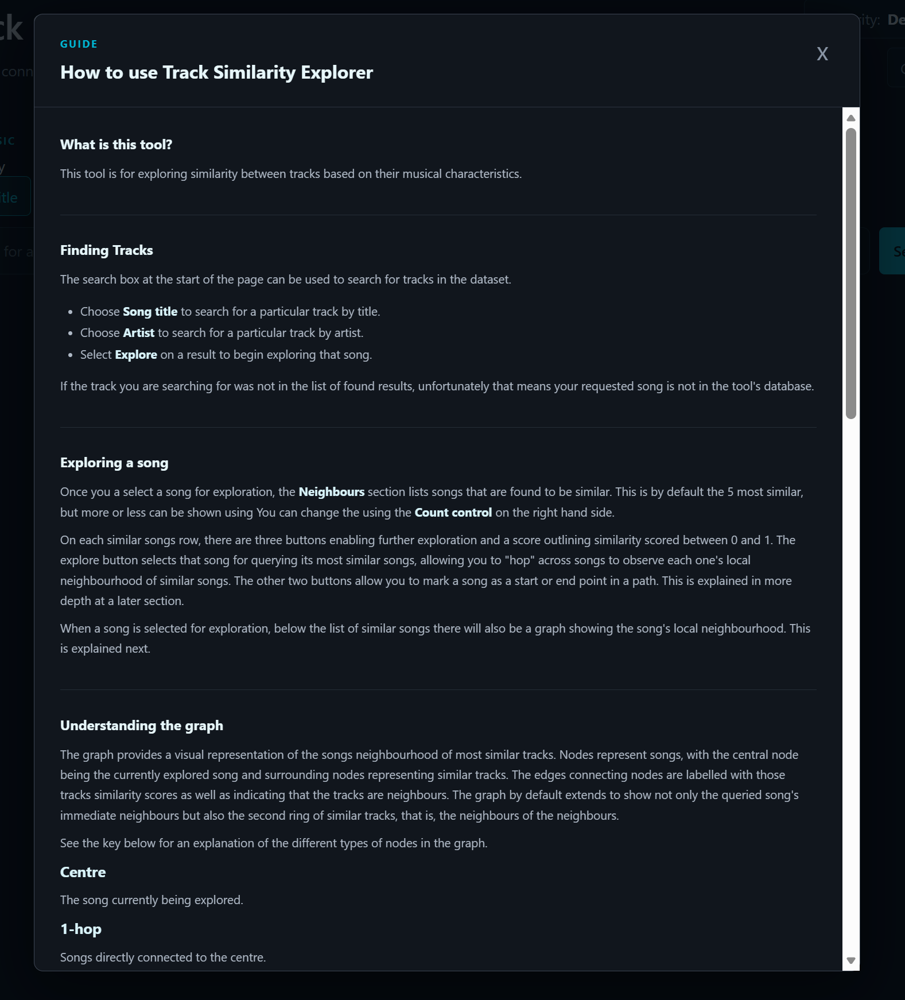 ck
ity: De
conn
GUIDE
X
How to use Track Similarity Explorer
SIC
y
itle
for a
Se
What is this tool?
This tool is for exploring similarity between tracks based on their musical characteristics.
Finding Tracks
The search box at the start of the page can be used to search for tracks in the dataset.
• Choose Song title to search for a particular track by title.
• Choose Artist to search for a particular track by artist.
• Select Explore on a result to begin exploring that song.
If the track you are searching for was not in the list of found results, unfortunately that means your requested song is not in the tool's database.
Exploring a song
Once you a select a song for exploration, the Neighbours section lists songs that are found to be similar. This is by default the 5 most similar,
but more or less can be shown using You can change the using the Count control on the right hand side.
On each similar songs row, there are three buttons enabling further exploration and a score outlining similarity scored between 0 and 1. The
explore button selects that song for querying its most similar songs, allowing you to "hop" across songs to observe each one's local
neighbourhood of similar songs. The other two buttons allow you to mark a song as a start or end point in a path. This is explained in more
depth at a later section.
When a song is selected for exploration, below the list of similar songs there will also be a graph showing the song's local neighbourhood. This
is explained next.
Understanding the graph
The graph provides a visual representation of the songs neighbourhood of most similar tracks. Nodes represent songs, with the central node
being the currently explored song and surrounding nodes representing similar tracks. The edges connecting nodes are labelled with those
tracks similarity scores as well as indicating that the tracks are neighbours. The graph by default extends to show not only the queried song's
immediate neighbours but also the second ring of similar tracks, that is, the neighbours of the neighbours.
See the key below for an explanation of the different types of nodes in the graph.
Centre
The song currently being explored.
1-hop
Songs directly connected to the centre.